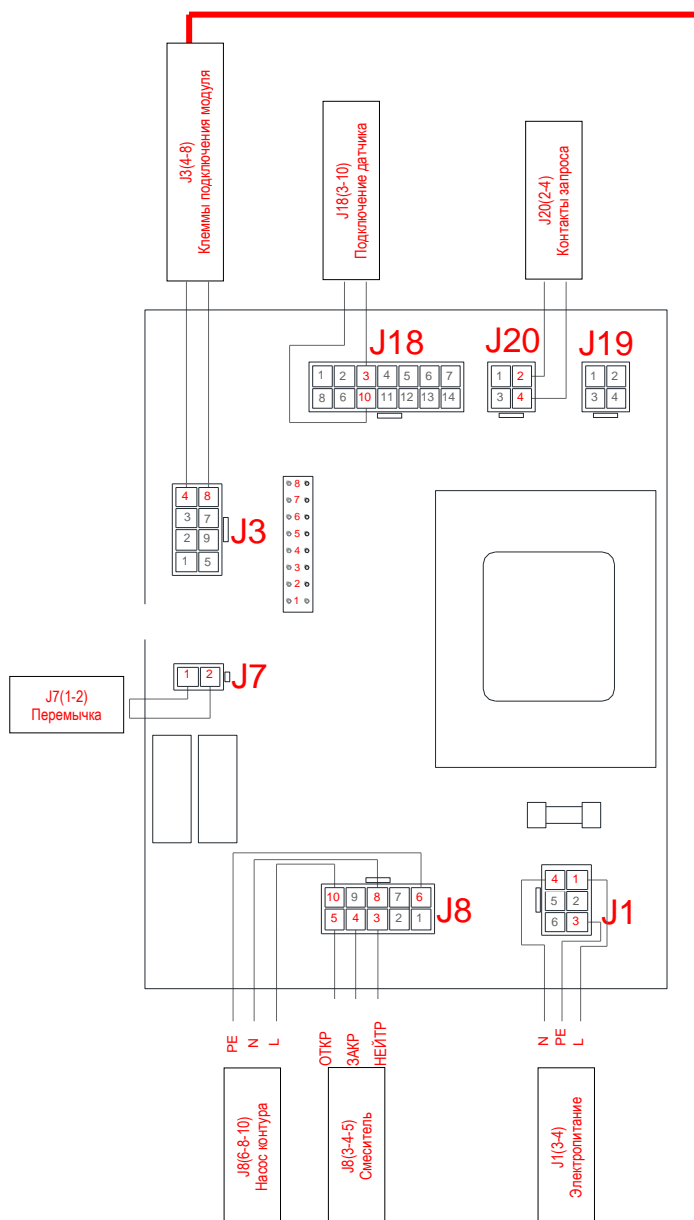 J3(4-8)
Клеммы подключения модуля
J18(3-10)
Подключение датчика
J20(2-4)
Контакты запроса
J18
J20
J19
1 2 3 4 5 6 7
8 6 10 11 12 13 14
1 2
3 4
1 2
3 4
4 8
3 7
2 9
1 5
J3
8
7
6
5
4
3
2
1
1 2
J7
J7(1-2)
Перемычка
10 9 8 7 6
5 4 3 2 1
J8
4 1
5 2
6 3
J1
PE
N
L
ОТКР
ЗАКР
НЕЙТР
N
PE
L
J8(6-8-10)
Насос контура
J8(3-4-5)
Смеситель
J1(3-4)
Электропитание